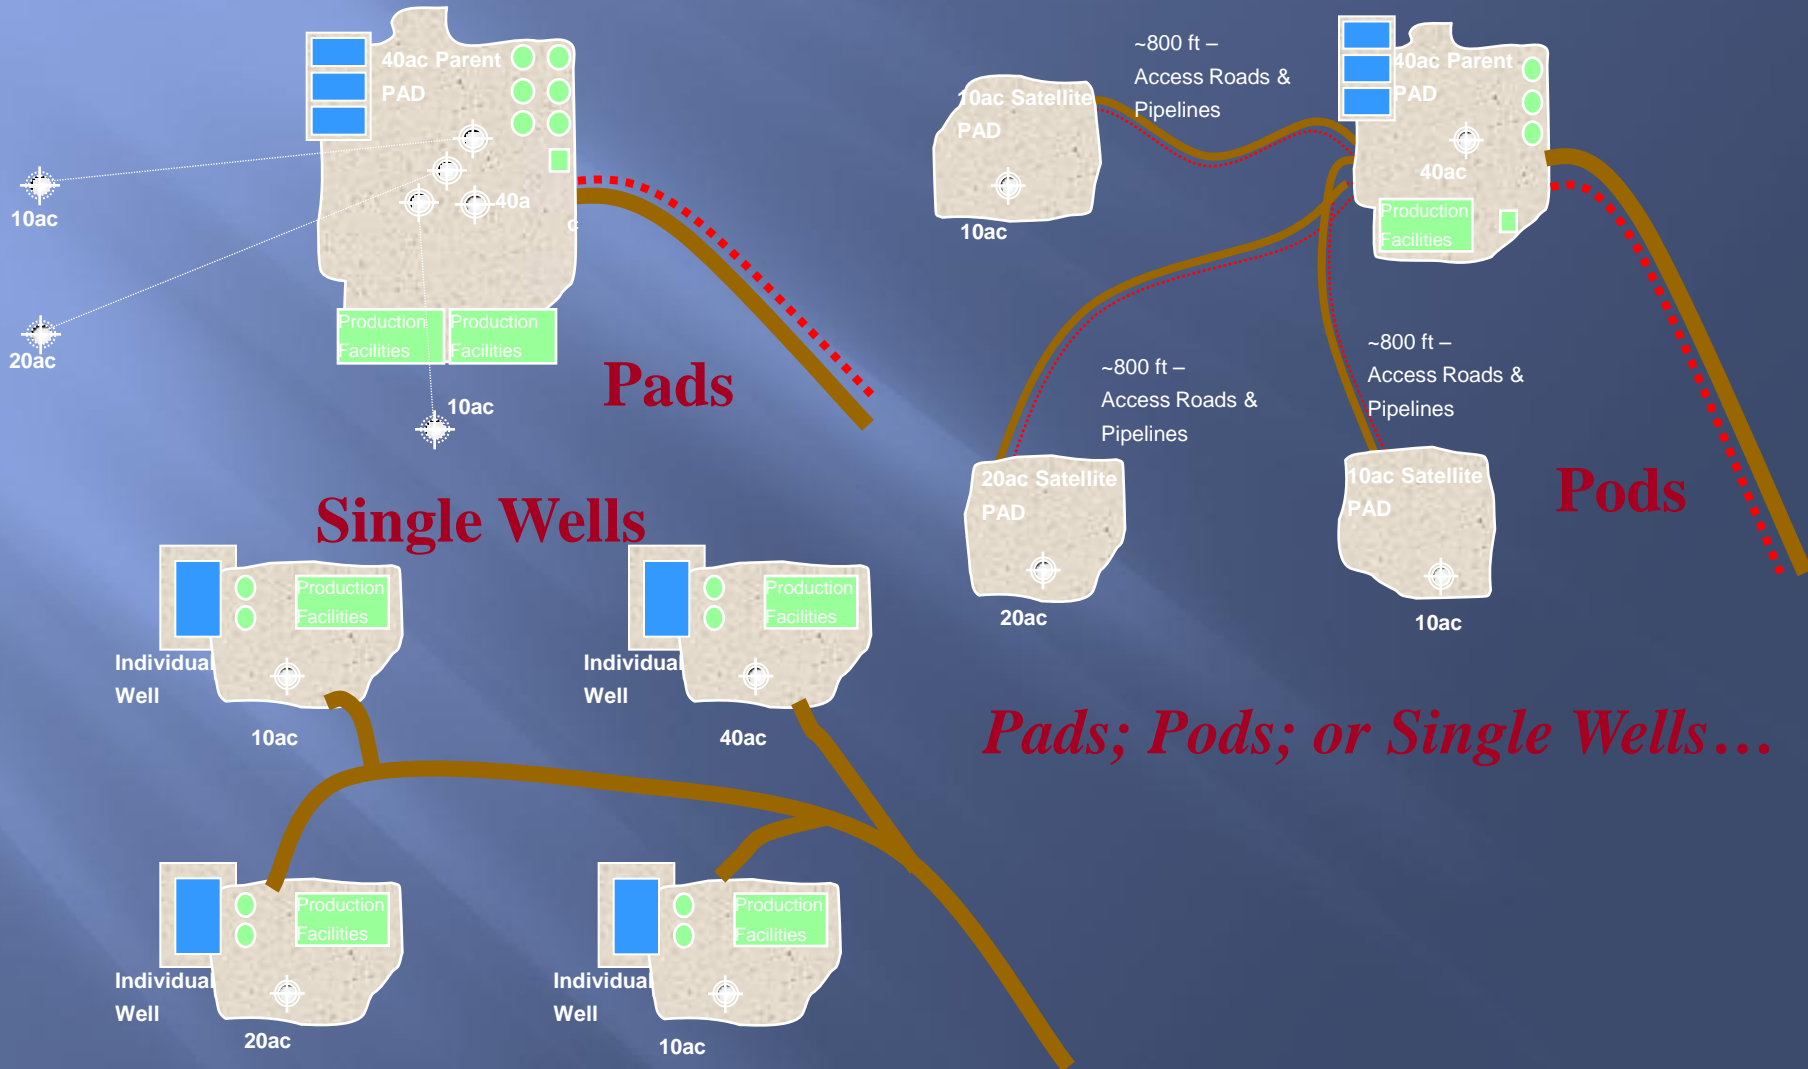 40ac Parent
PAD
40a
c
10ac
20ac
Production
Facilities
Production
Facilities
10ac
Pads
~800 ft –
Access Roads &
Pipelines
10ac Satellite
PAD
10ac
40ac Parent
PAD
40ac
Production
Facilities
~800 ft –
Access Roads &
Pipelines
~800 ft –
Access Roads &
Pipelines
20ac Satellite
PAD
20ac
10ac Satellite
PAD
10ac
Pods
Single Wells
Production
Facilities
Individual
Well
10ac
Production
Facilities
Individual
Well
40ac
Pads; Pods; or Single Wells…
Production
Facilities
Individual
Well
20ac
Production
Facilities
Individual
Well
10ac